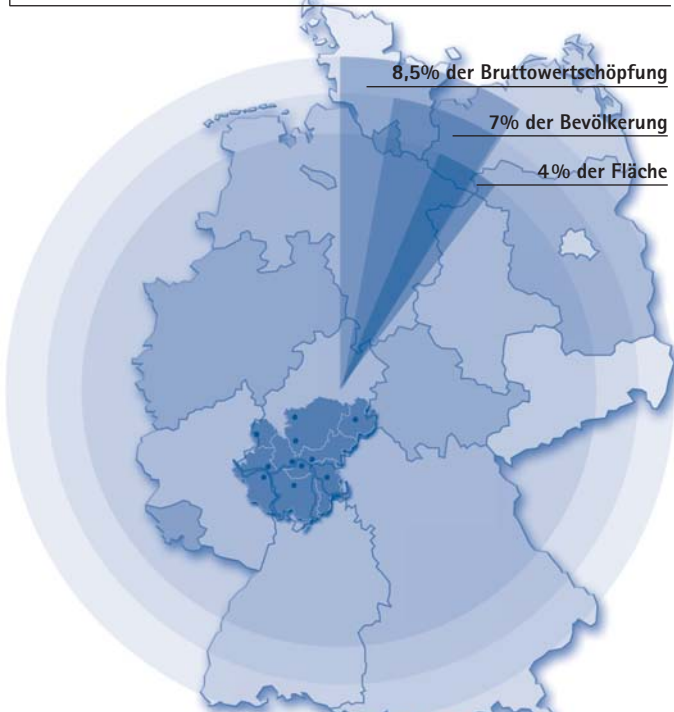 8,5% der Bruttowertschöpfung
7% der Bevölkerung
4% der Fläche